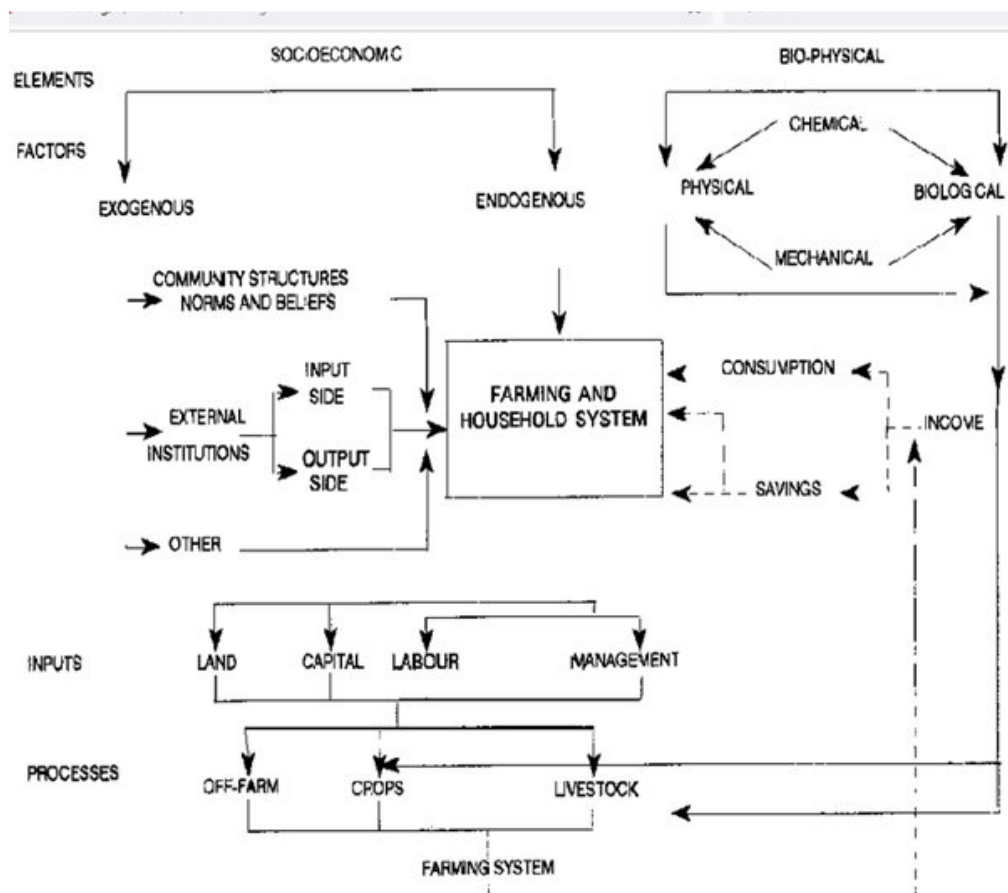 SOCIOECONOMIC
BIO-PHYSICAL
ELEMENTS
CHEMICAL
FACTORS
PHYSICAL
BIOLOGICAL
EXOGENOUS
ENDOGENOUS
MECHANICAL
COMMUNITY STRUCTURES
NORMS AND BELIEFS
INPUT
SIDE
CONSUMPTION
FARMING AND
HOUSEHOLD SYSTEM
EXTERNAL
INSTITUTIONS
INCOME
OUTPUT
SIDE
SAVINGS
OTHER
INPUTS
LAND
CAPITAL
LABOUR
MANAGEMENT
PROCESSES
OFF-FARM
CROPS
LIVESTOCK
FARMING SYSTEM